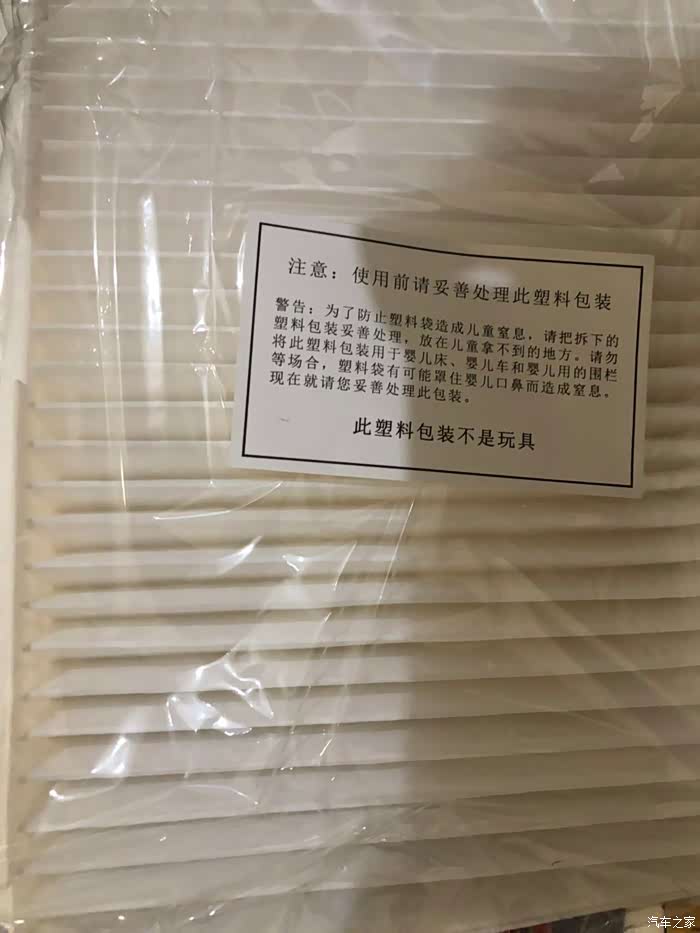 注意：使用前请妥善处理此塑料包装
警告：为了防止塑料袋造成儿童窒息，请把拆下的
塑料包装妥善处理，放在儿童拿不到的地方。请勿
将此塑料包装用于婴儿床、婴儿车和婴儿用的围栏
等场合，塑料袋有可能罩住婴儿口鼻而造成窒息。
现在就请您妥善处理此包装。
此塑料包装不是玩具
汽车之家